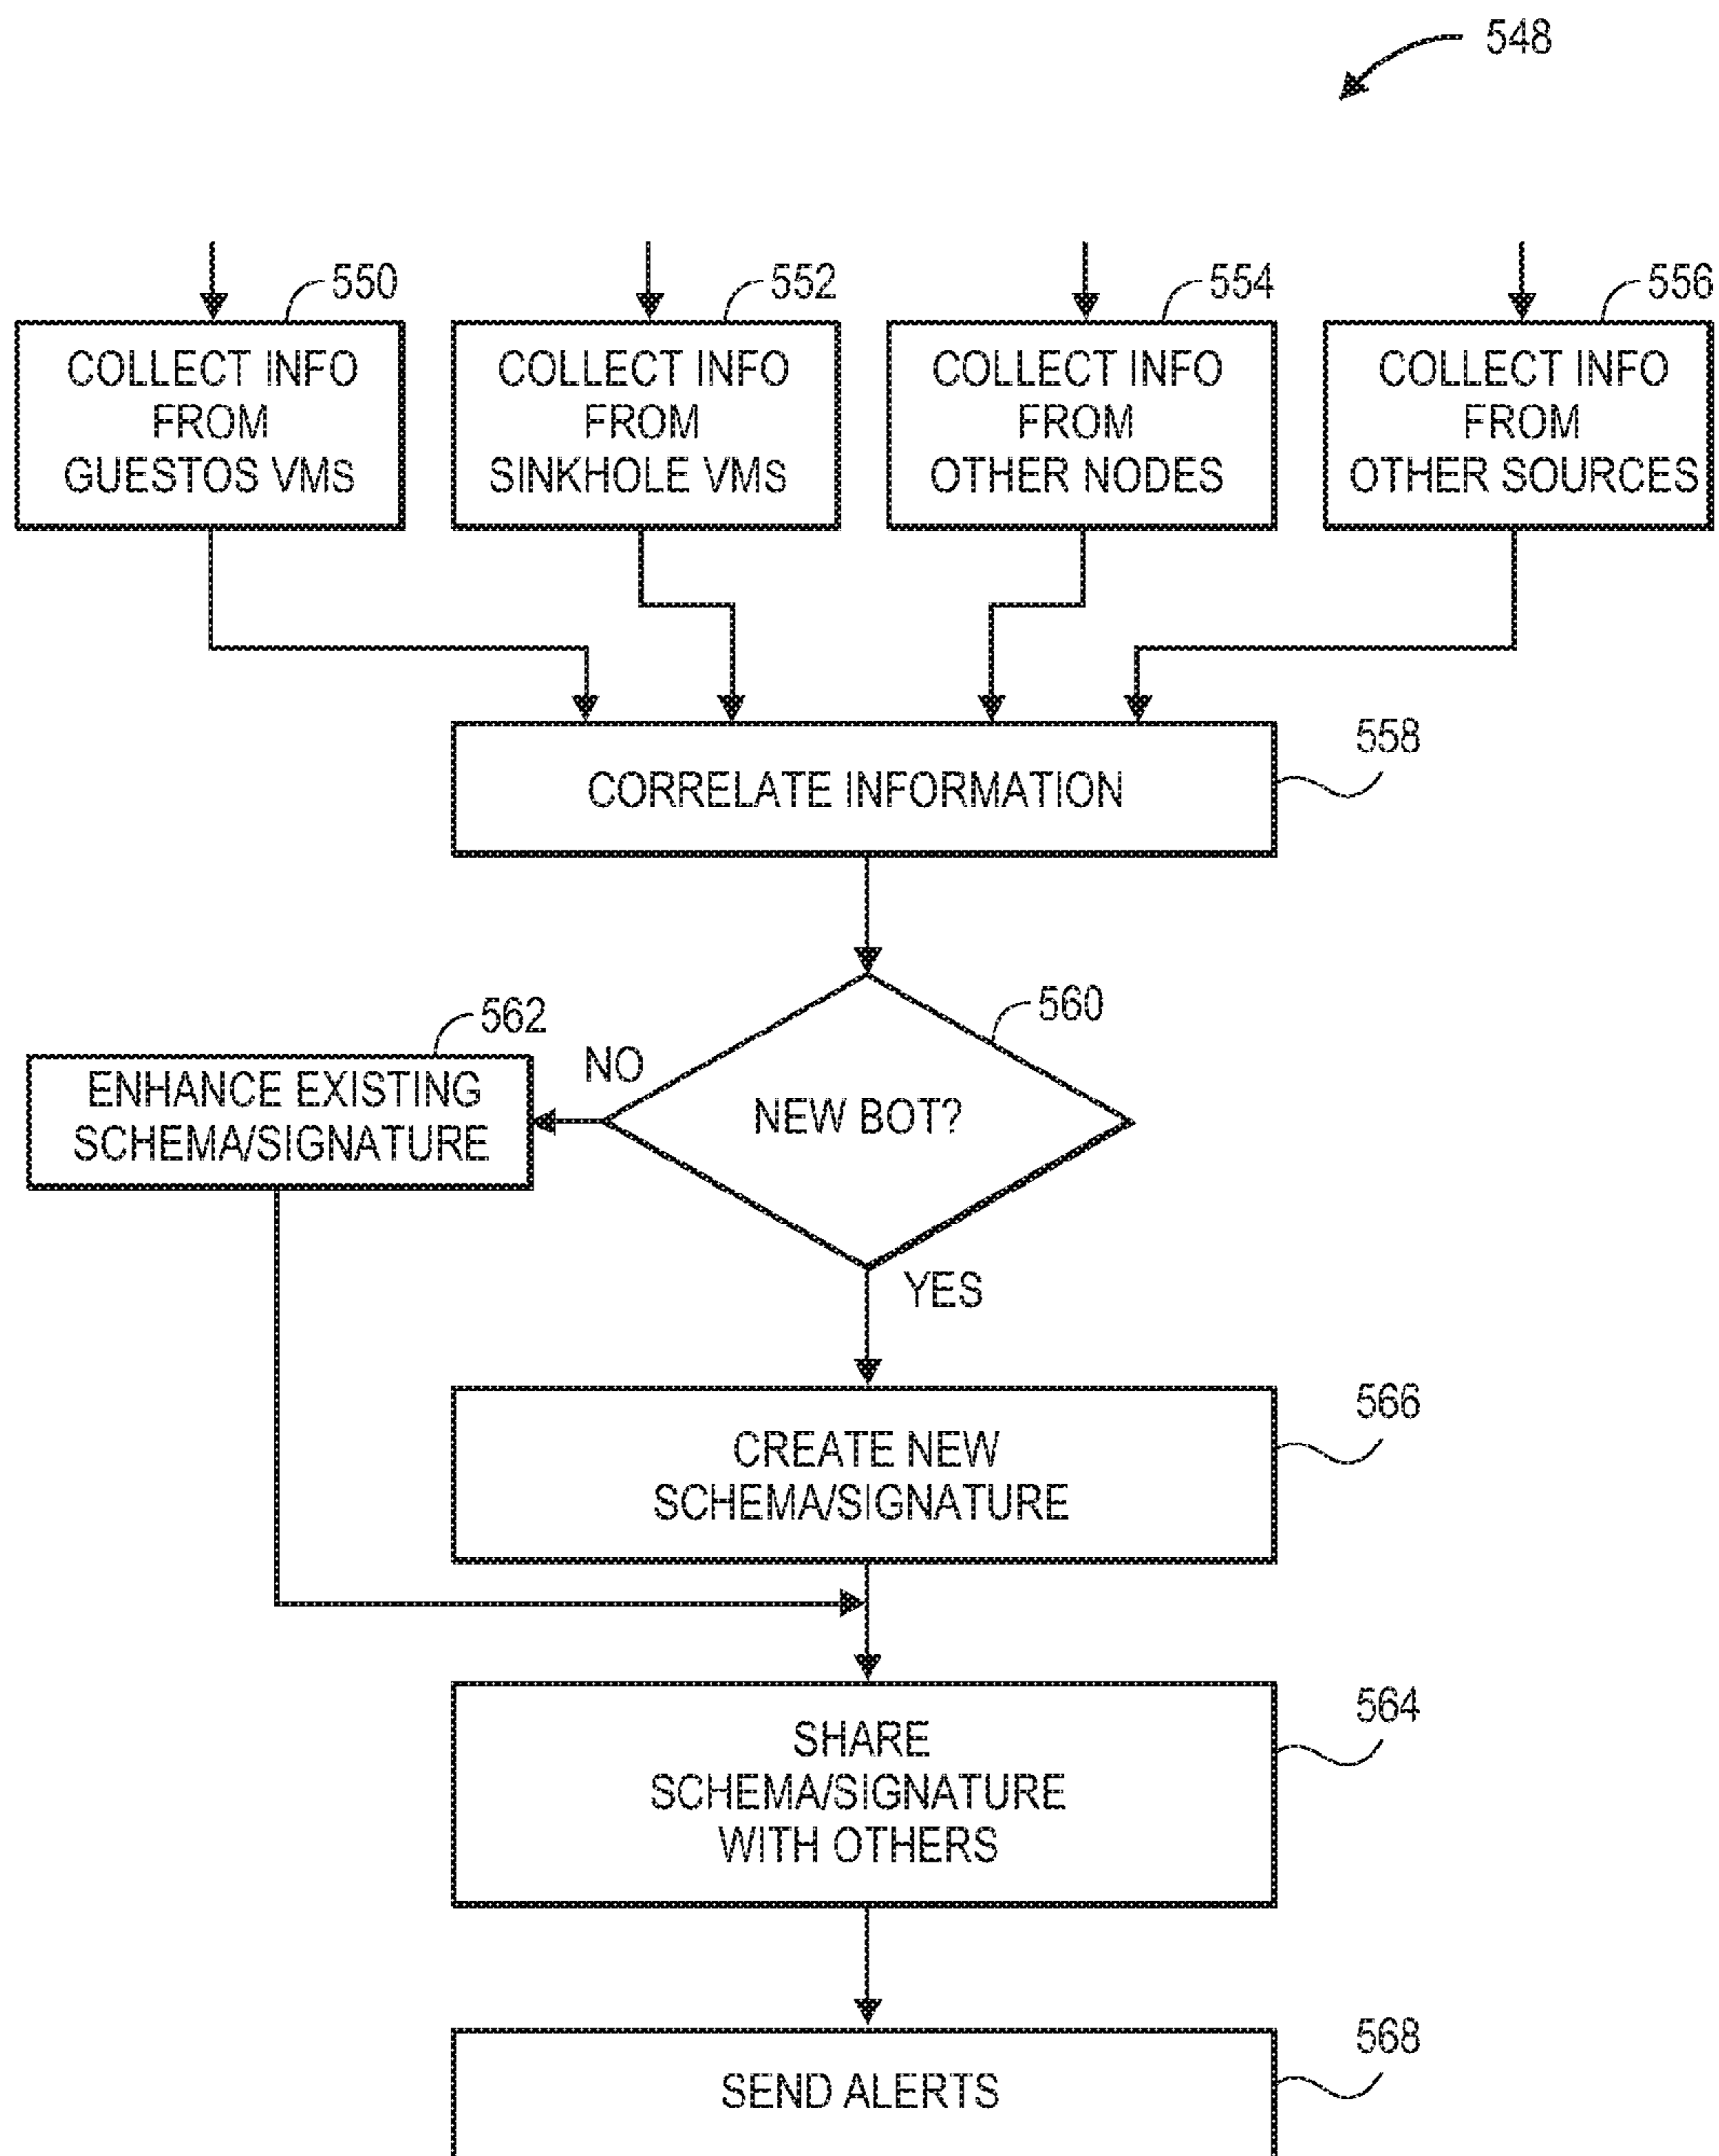 548
550
552
554
556
COLLECT INFO
FROM
GUESTOS VMS
COLLECT INFO
FROM
SINKHOLE VMS
COLLECT INFO
FROM
OTHER NODES
COLLECT INFO
FROM
OTHER SOURCES
558
CORRELATE INFORMATION
560
562
NO
NEW BOT?
ENHANCE EXISTING
SCHEMA/SIGNATURE
YES
566
CREATE NEW
SCHEMA/SIGNATURE
564
SHARE
SCHEMA/SIGNATURE
WITH OTHERS
568
SEND ALERTS